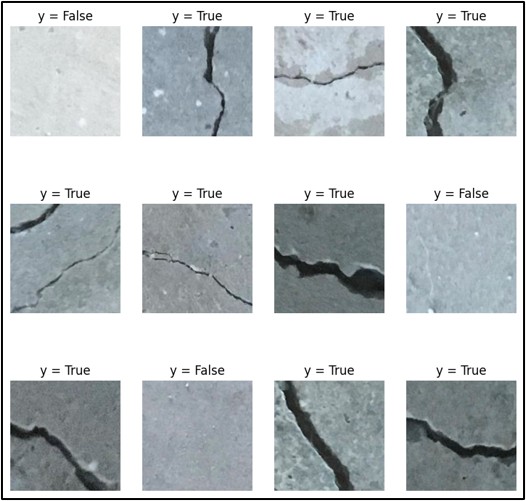 y = False y = True y = True y = True
y = True y = True y = True y = False
y = True y = False y = True y = True